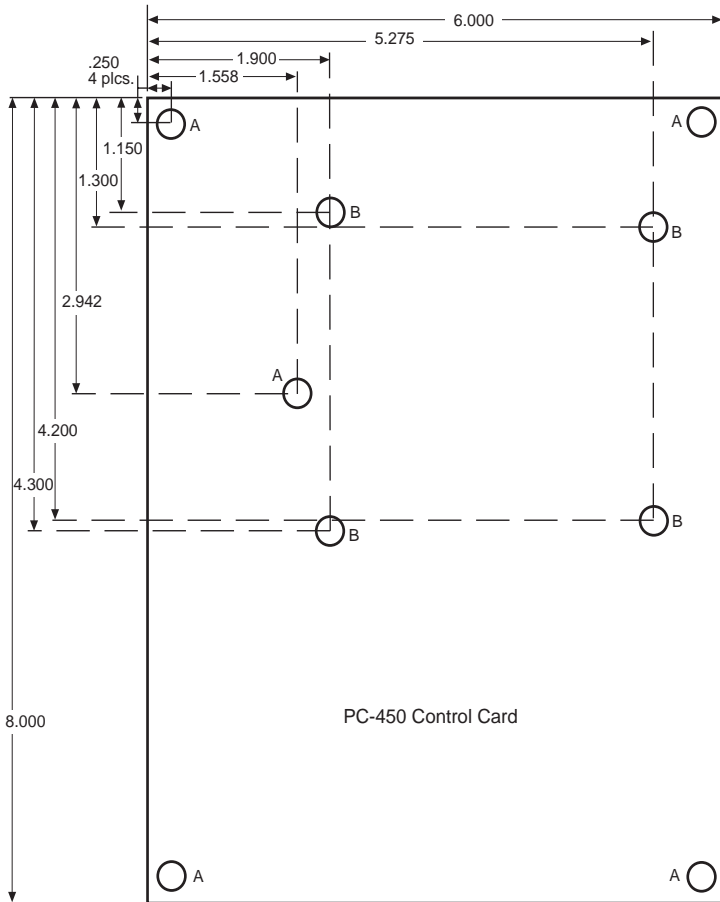 6.000
5.275
1.900
1.558
.250
4 plcs.
A
A
1.150
1.300
B
B
2.942
A
4.200
4.300
B
B
PC-450 Control Card
8.000
A
A